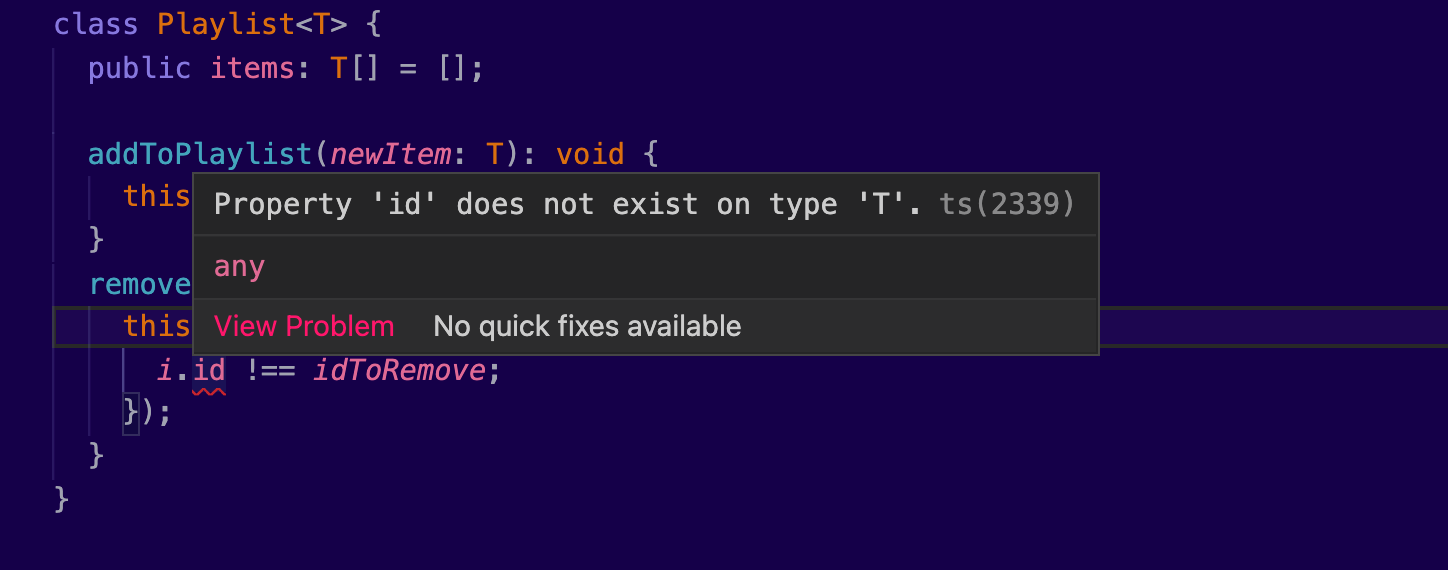 class Playlist<T> {
public items: T[] = [];
addToPlaylist(newItem: T): void {
this
Property 'id' does not exist on type 'T'. ts(2339)
}
any
remove
this
View Problem No quick fixes available
i.id !== idToRemove;
});
}
}